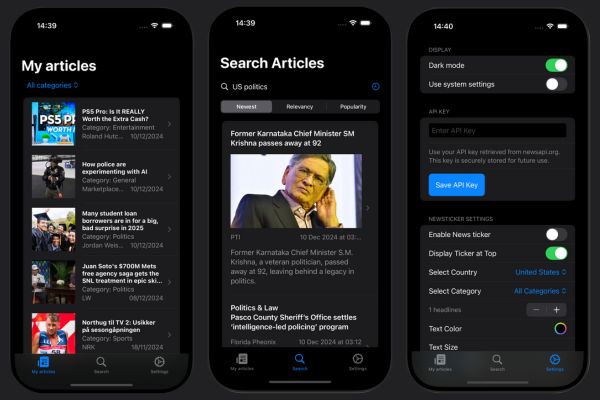 14:39
My articles
All categories
PS5 Pro: Is It REALLY
Worth the Extra Cash?
Category: Entertainment
Roland Hutc... 10/12/2024
How police are
experimenting with AI
Category: General
Marketplace... 10/12/2024
Many student loan
borrowers are in for a big,
bad surprise in 2025
Jordan Weis... 10/12/2024
Juan Soto's $700M Mets
free agency saga gets the
SNL treatment in epic ski...
Category: Politics
LW 08/12/2024
Northug til TV 2: Usikker
på sesongåpningen
Category: Sports
NRK 18/11/2024
My articles
Search
Settings
14:39
Search Articles
US politics
Newest
Relevancy
Popularity
Former Karnataka Chief Minister SM
Krishna passes away at 92
PTI 10 Dec 2024 at 03:...
Former Karnataka Chief Minister S.M.
Krishna, a veteran politician, passed
away at 92, leaving behind a legacy in
politics.
Politics & Law
Pasco County Sheriff's Office settles
'intelligence-led policing' program
Florida Pheonix 10 Dec 2024 at 03:12
My articles
Search
Settings
14:40
DISPLAY
Dark mode
Use system settings
API KEY
Enter API Key
Use your API key retrieved from newsapi.org.
This key is securely stored for future use.
Save API Key
NEWSTICKER SETTINGS
Enable News ticker
Display Ticker at Top
Select Country United States
Select Category All Categories
1 headlines
Text Color
Text Size
My articles
Search
Settings